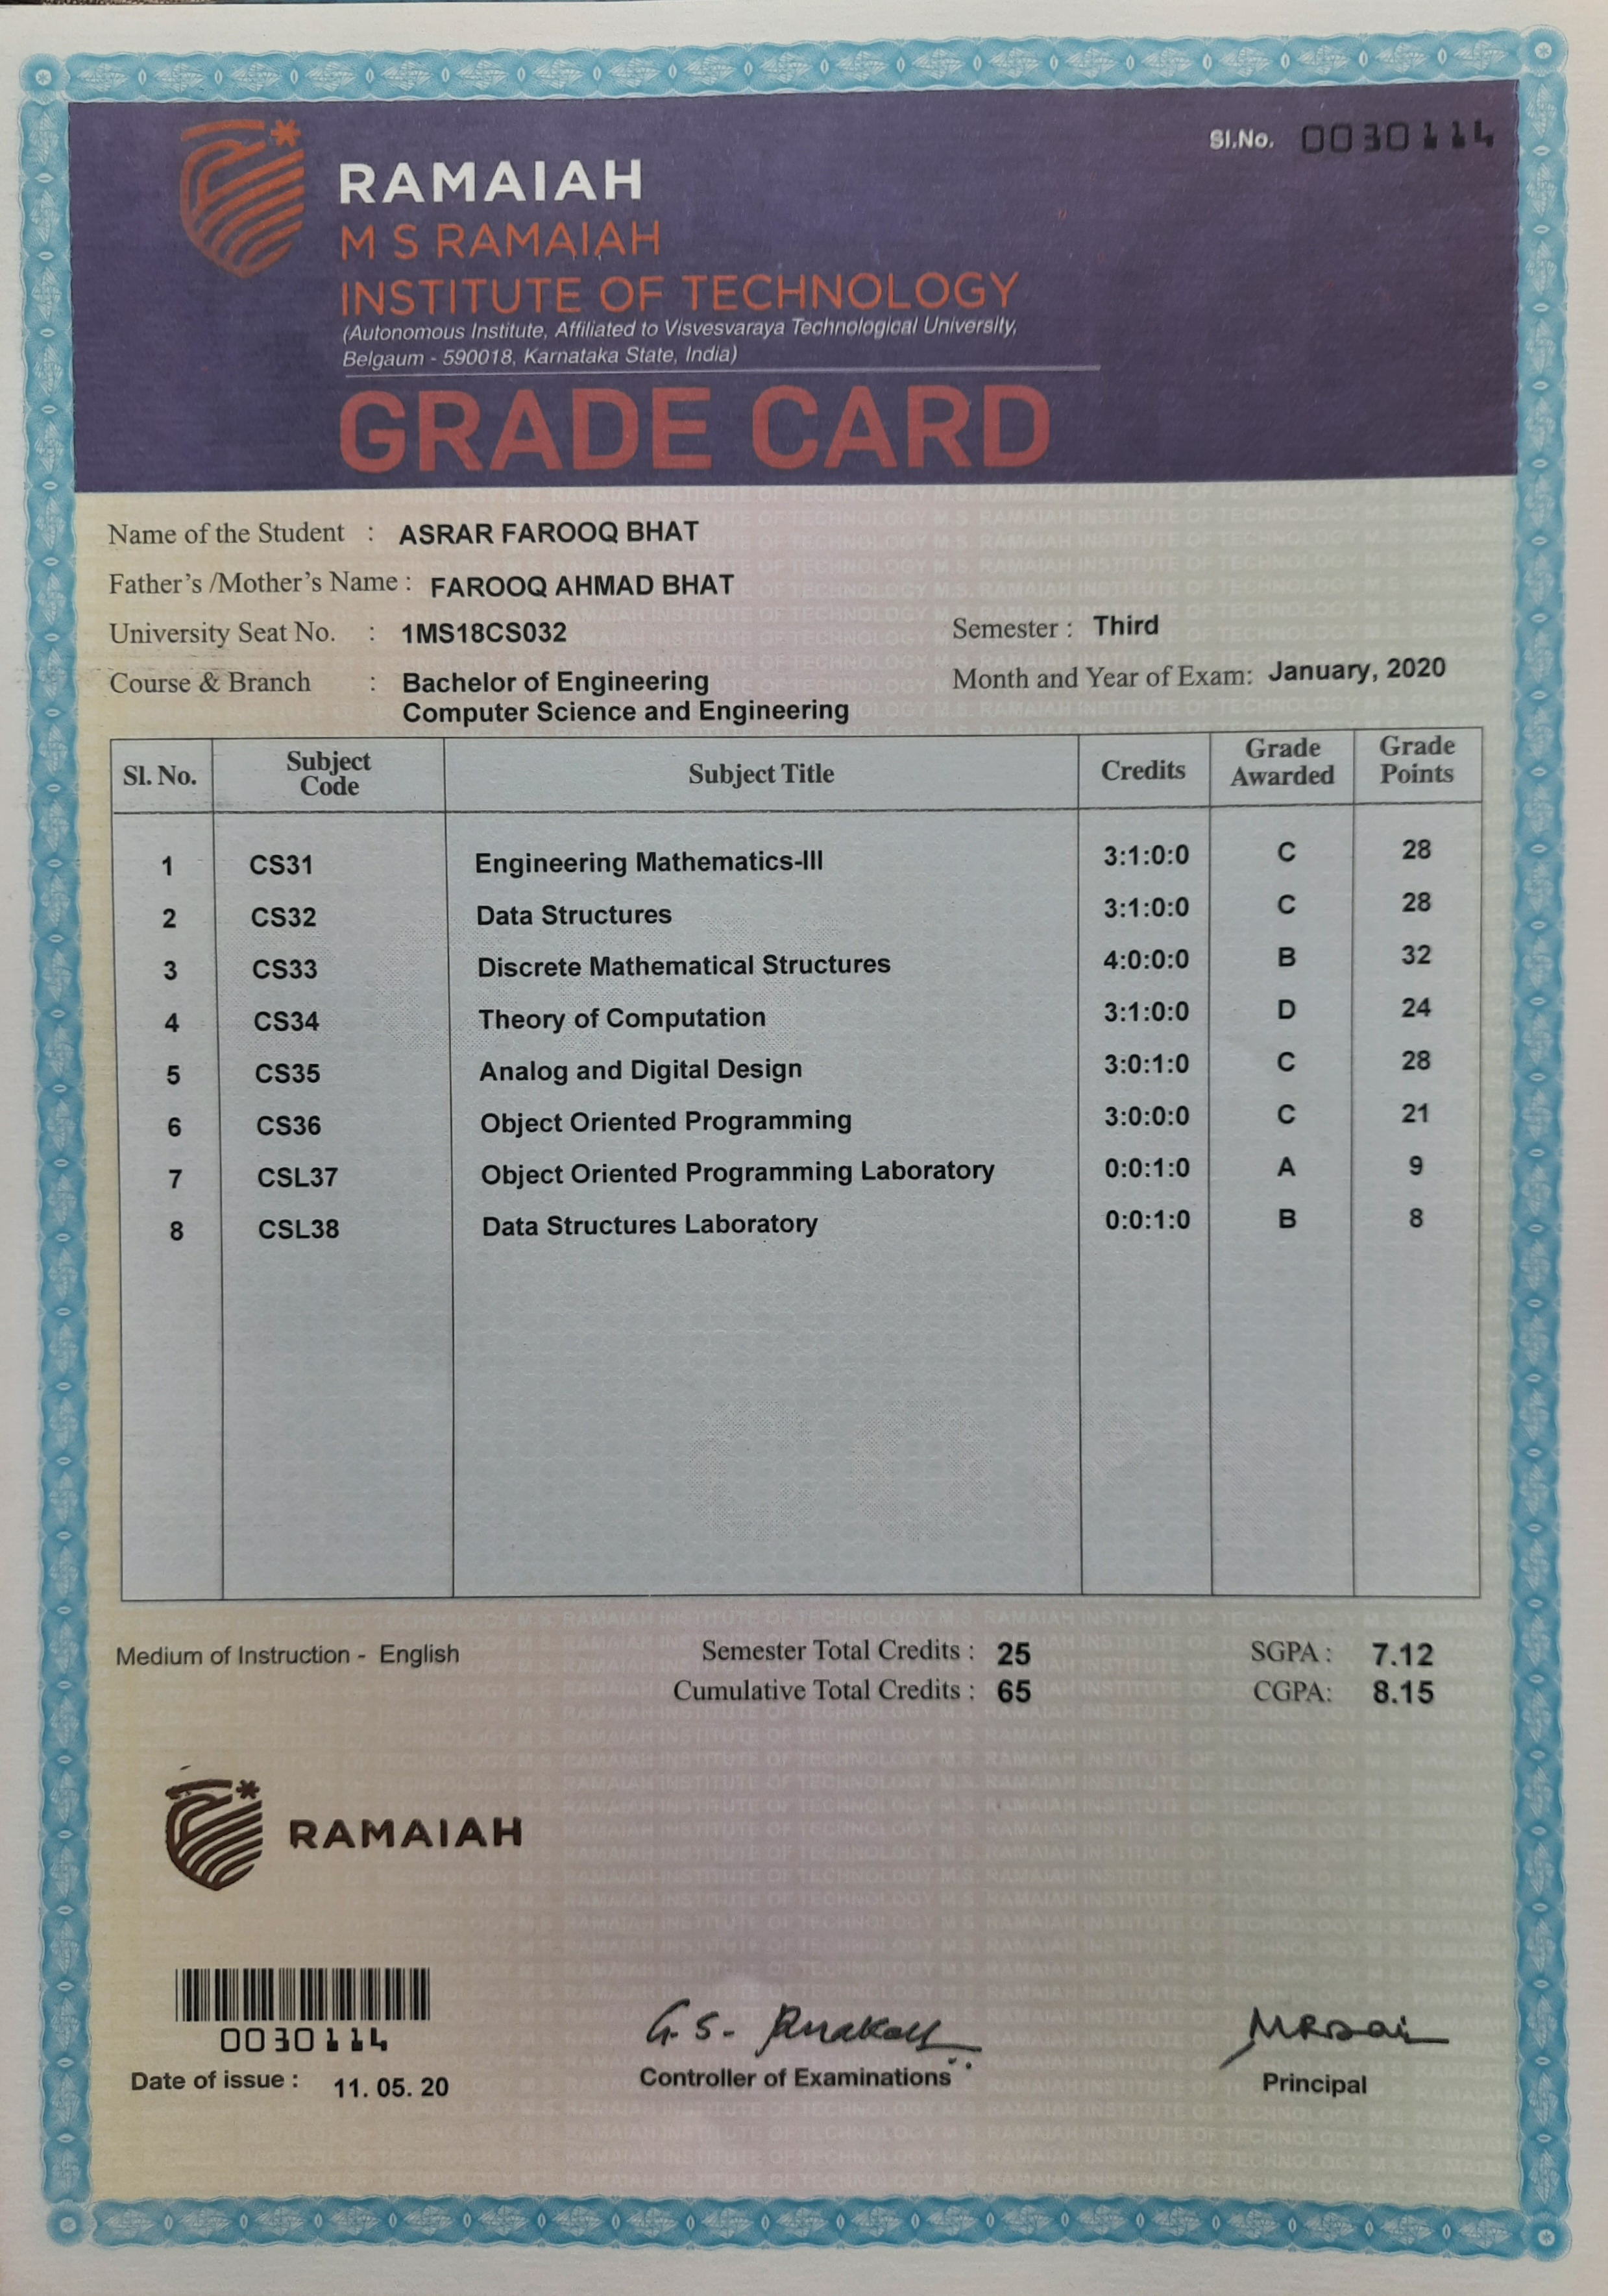 Sl.No. 0030114
RAMAIAH
M S RAMAIAH
INSTITUTE OF TECHNOLOGY
(Autonomous Institute, Affiliated to Visvesvaraya Technological University,
Belgaum - 590018, Karnataka State, India)
GRADE CARD
Name of the Student : ASRAR FAROOQ BHAT
Father's /Mother's Name : FAROOQ AHMAD BHAT
University Seat No. : 1MS18CS032 Semester : Third
Course & Branch : Bachelor of Engineering Month and Year of Exam: January, 2020
Computer Science and Engineering
Sl. No. Subject Code Subject Title Credits Grade Awarded Grade Points
1 CS31 Engineering Mathematics-III 3:1:0:0 C 28
2 CS32 Data Structures 3:1:0:0 C 28
3 CS33 Discrete Mathematical Structures 4:0:0:0 B 32
4 CS34 Theory of Computation 3:1:0:0 D 24
5 CS35 Analog and Digital Design 3:0:1:0 C 28
6 CS36 Object Oriented Programming 3:0:0:0 C 21
7 CSL37 Object Oriented Programming Laboratory 0:0:1:0 A 9
8 CSL38 Data Structures Laboratory 0:0:1:0 B 8
Medium of Instruction - English Semester Total Credits : 25 SGPA : 7.12
Cumulative Total Credits : 65 CGPA: 8.15
RAMAIAH
0030114
Date of issue : 11. 05. 20
Controller of Examinations
Principal